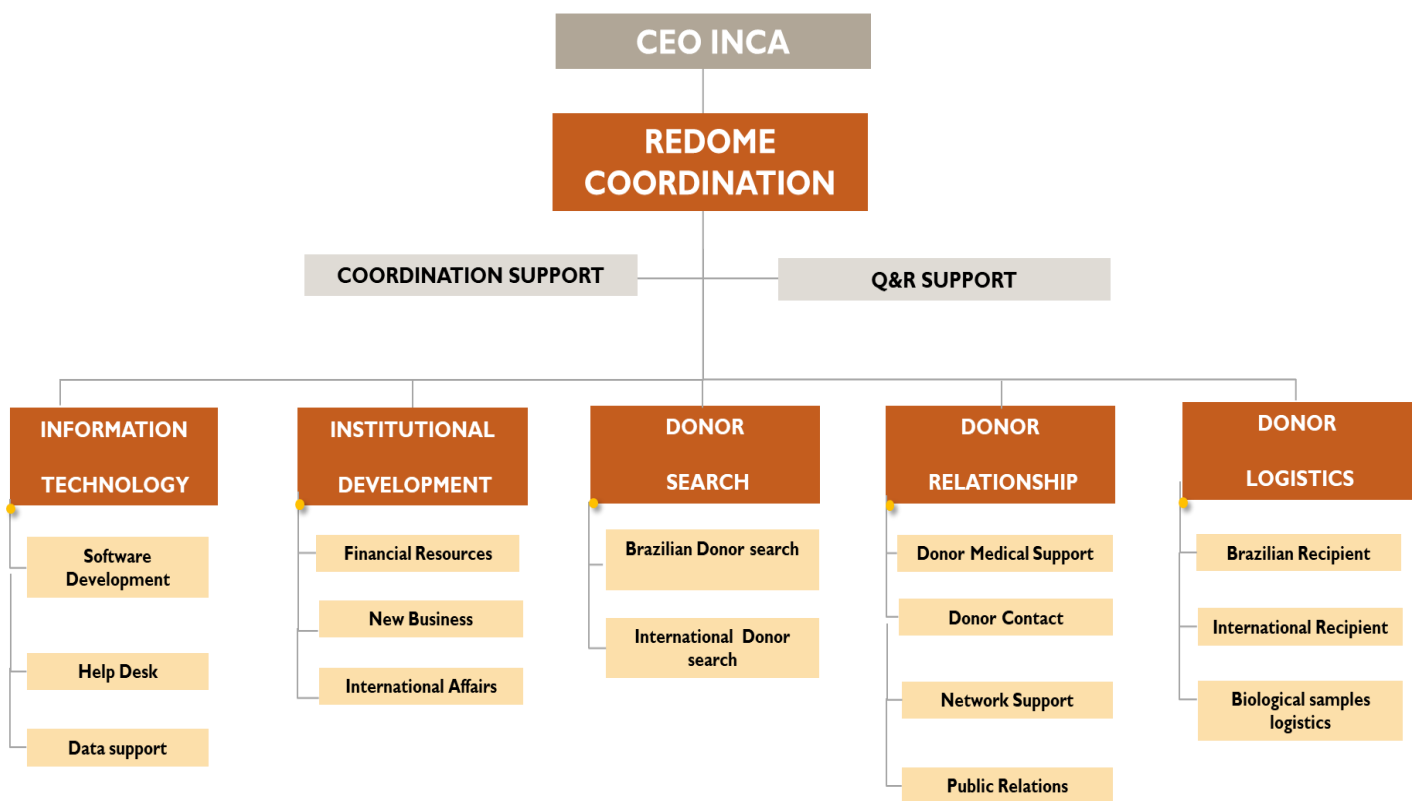 CEO INCA
REDOME
COORDINATION
COORDINATION SUPPORT
Q&R SUPPORT
INFORMATION
TECHNOLOGY
Software
Development
Help Desk
Data support
INSTITUTIONAL
DEVELOPMENT
Financial Resources
New Business
International Affairs
DONOR
SEARCH
Brazilian Donor search
International Donor
search
DONOR
RELATIONSHIP
Donor Medical Support
Donor Contact
Network Support
Public Relations
DONOR
LOGISTICS
Brazilian Recipient
International Recipient
Biological samples
logistics